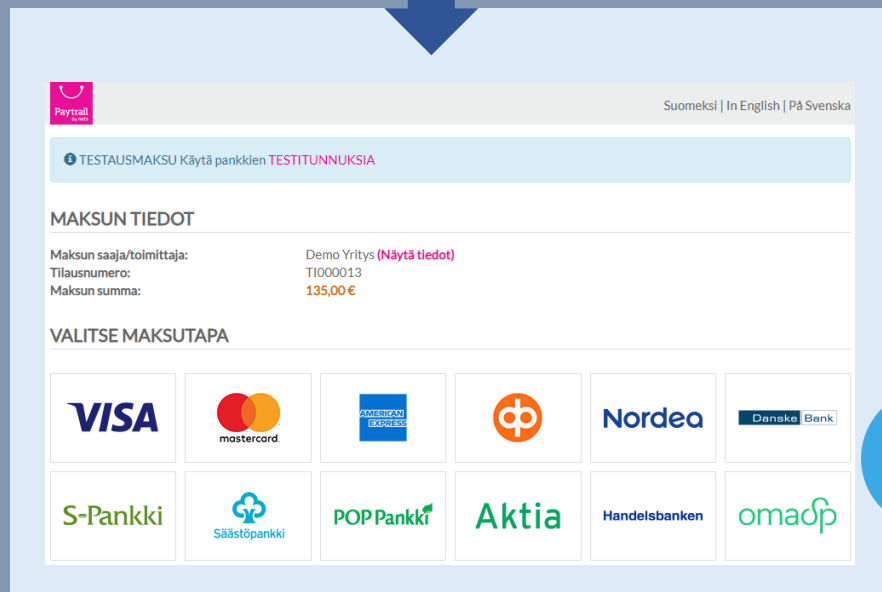 Paytrail
by nets
Suomeksi | In English | På Svenska
TESTAUSMAKSU Käytä pankkien TESTITUNNUKSIA
MAKSUN TIEDOT
Maksun saaja/toimittaja: Demo Yritys (Näytä tiedot)
Tilausnumero: TI000013
Maksun summa: 135,00 €
VALITSE MAKSUTAPA
VISA
mastercard.
AMERICAN
EXPRESS
op
Nordea
Danske Bank
S-Pankki
Säästöpankki
POP Pankki
Aktia
Handelsbanken
omasp